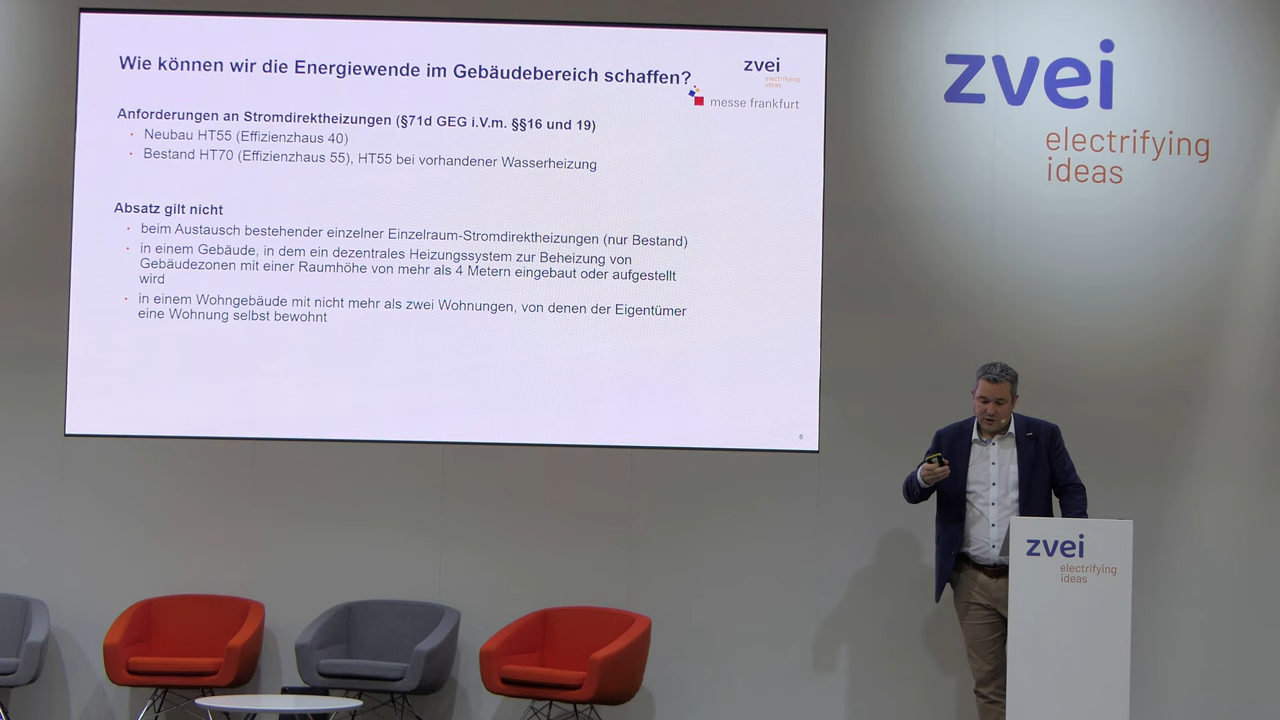 Wie können wir die Energiewende im Gebäudebereich schaffen?
zvei
electrifying
ideas
messe frankfurt
Anforderungen an Stromdirektheizungen (§71d GEG i.V.m. §§16 und 19)
Neubau HT55 (Effizienzhaus 40)
Bestand HT70 (Effizienzhaus 55), HT55 bei vorhandener Wasserheizung
Absatz gilt nicht
beim Austausch bestehender einzelner Einzelraum-Stromdirektheizungen (nur Bestand)
in einem Gebäude, in dem ein dezentrales Heizungssystem zur Beheizung von
Gebäudezonen mit einer Raumhöhe von mehr als 4 Metern eingebaut oder aufgestellt
wird
in einem Wohngebäude mit nicht mehr als zwei Wohnungen, von denen der Eigentümer
eine Wohnung selbst bewohnt
6
zvei
electrifying
ideas
zvei
electrifying
ideas